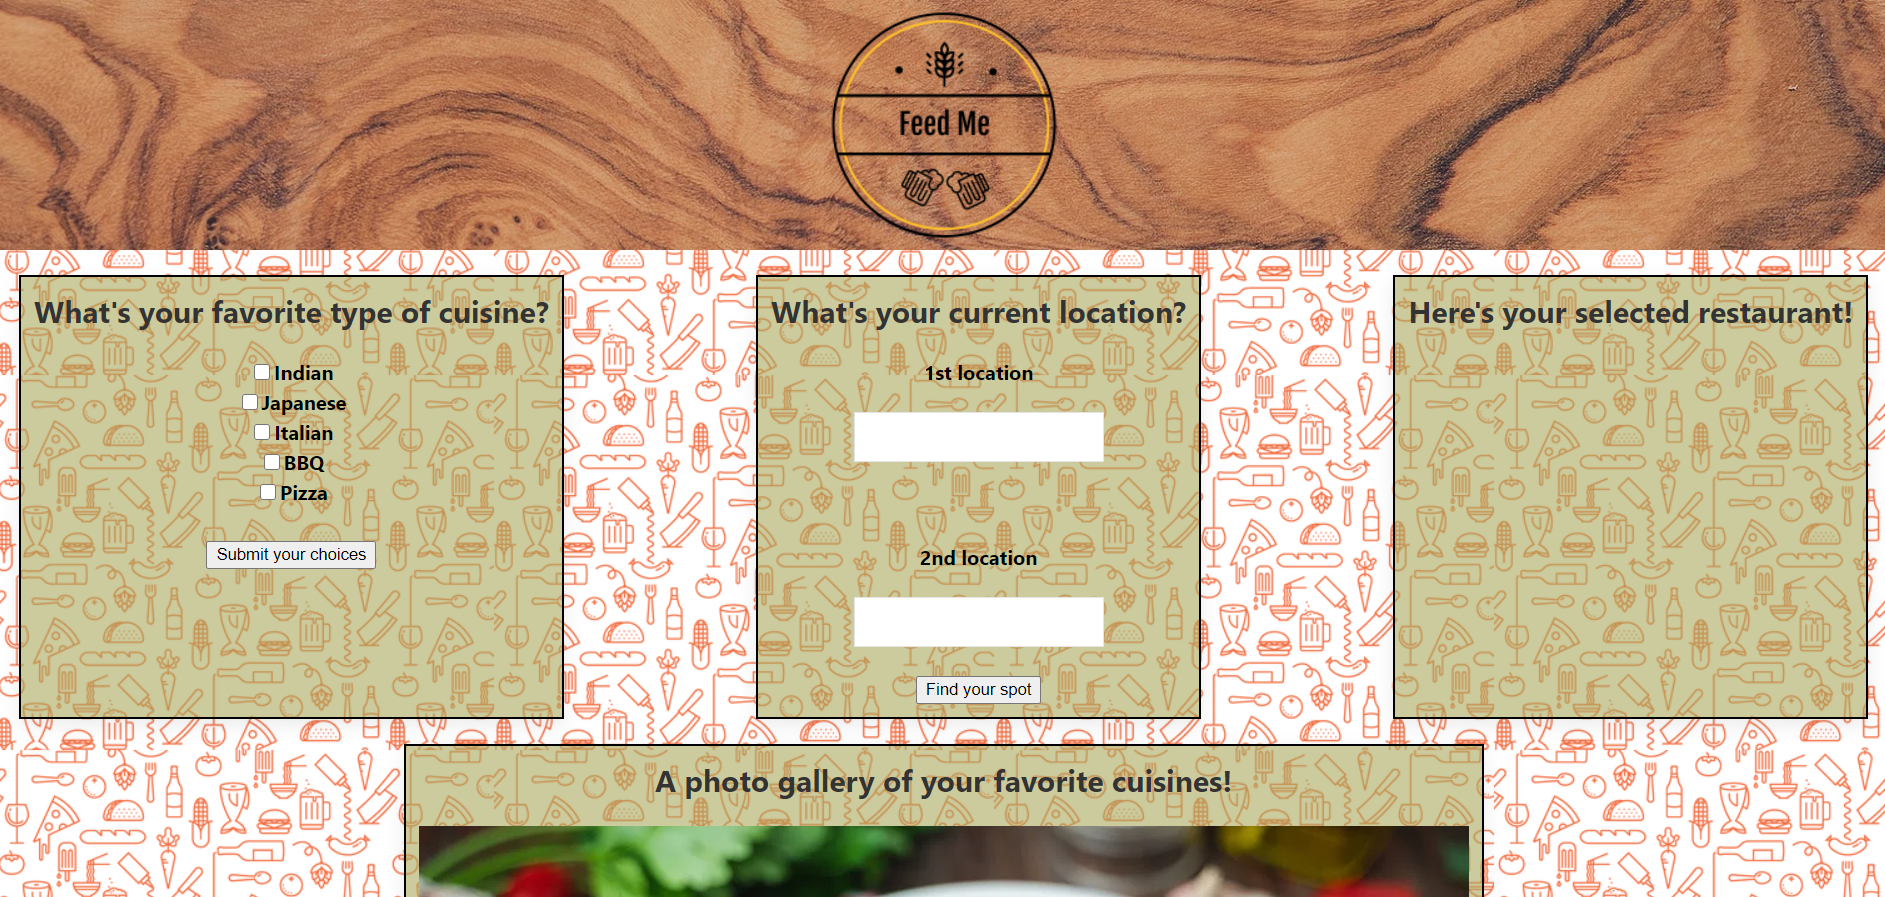 Feed Me
What's your favorite type of cuisine?
Indian
Japanese
Italian
BBQ
Pizza
Submit your choices
What's your current location?
1st location
2nd location
Find your spot
Here's your selected restaurant!
A photo gallery of your favorite cuisines!